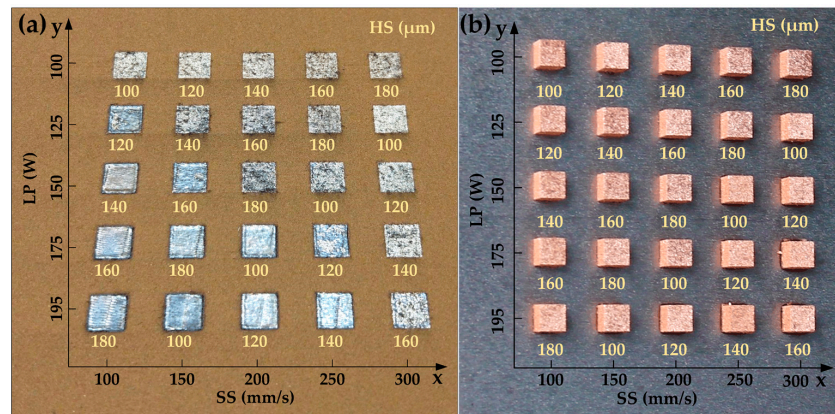 (a) y HS (μm)
100
100 120 140 160 180
125
120 140 160 180 100
LP (W)
150
140 160 180 100 120
175
160 180 100 120 140
195
180 100 120 140 160
100 150 200 250 300 x
SS (mm/s)
(b) y HS (μm)
100
100 120 140 160 180
125
120 140 160 180 100
LP (W)
150
140 160 180 100 120
175
160 180 100 120 140
195
180 100 120 140 160
100 150 200 250 300 x
SS (mm/s)